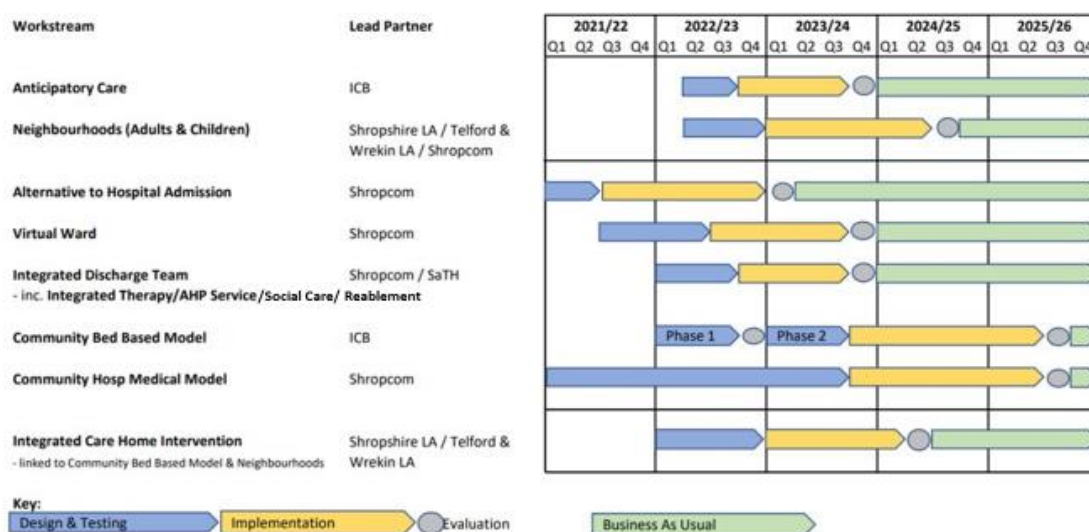 Workstream Lead Partner 2021/22 2022/23 2023/24 2024/25 2025/26
Q1 Q2 Q3 Q4 Q1 Q2 Q3 Q4 Q1 Q2 Q3 Q4 Q1 Q2 Q3 Q4 Q1 Q2 Q3 Q4
Anticipatory Care ICB
Neighbourhoods (Adults & Children) Shropshire LA / Telford &
Wrekin LA / Shropcom
Alternative to Hospital Admission Shropcom
Virtual Ward Shropcom
Integrated Discharge Team Shropcom / SaTH
- inc. Integrated Therapy/AHP Service/Social Care/ Reablement
Community Bed Based Model ICB Phase 1 Phase 2
Community Hosp Medical Model Shropcom
Integrated Care Home Intervention Shropshire LA / Telford &
- linked to Community Bed Based Model & Neighbourhoods Wrekin LA
Key:
Design & Testing Implementation Evaluation Business As Usual